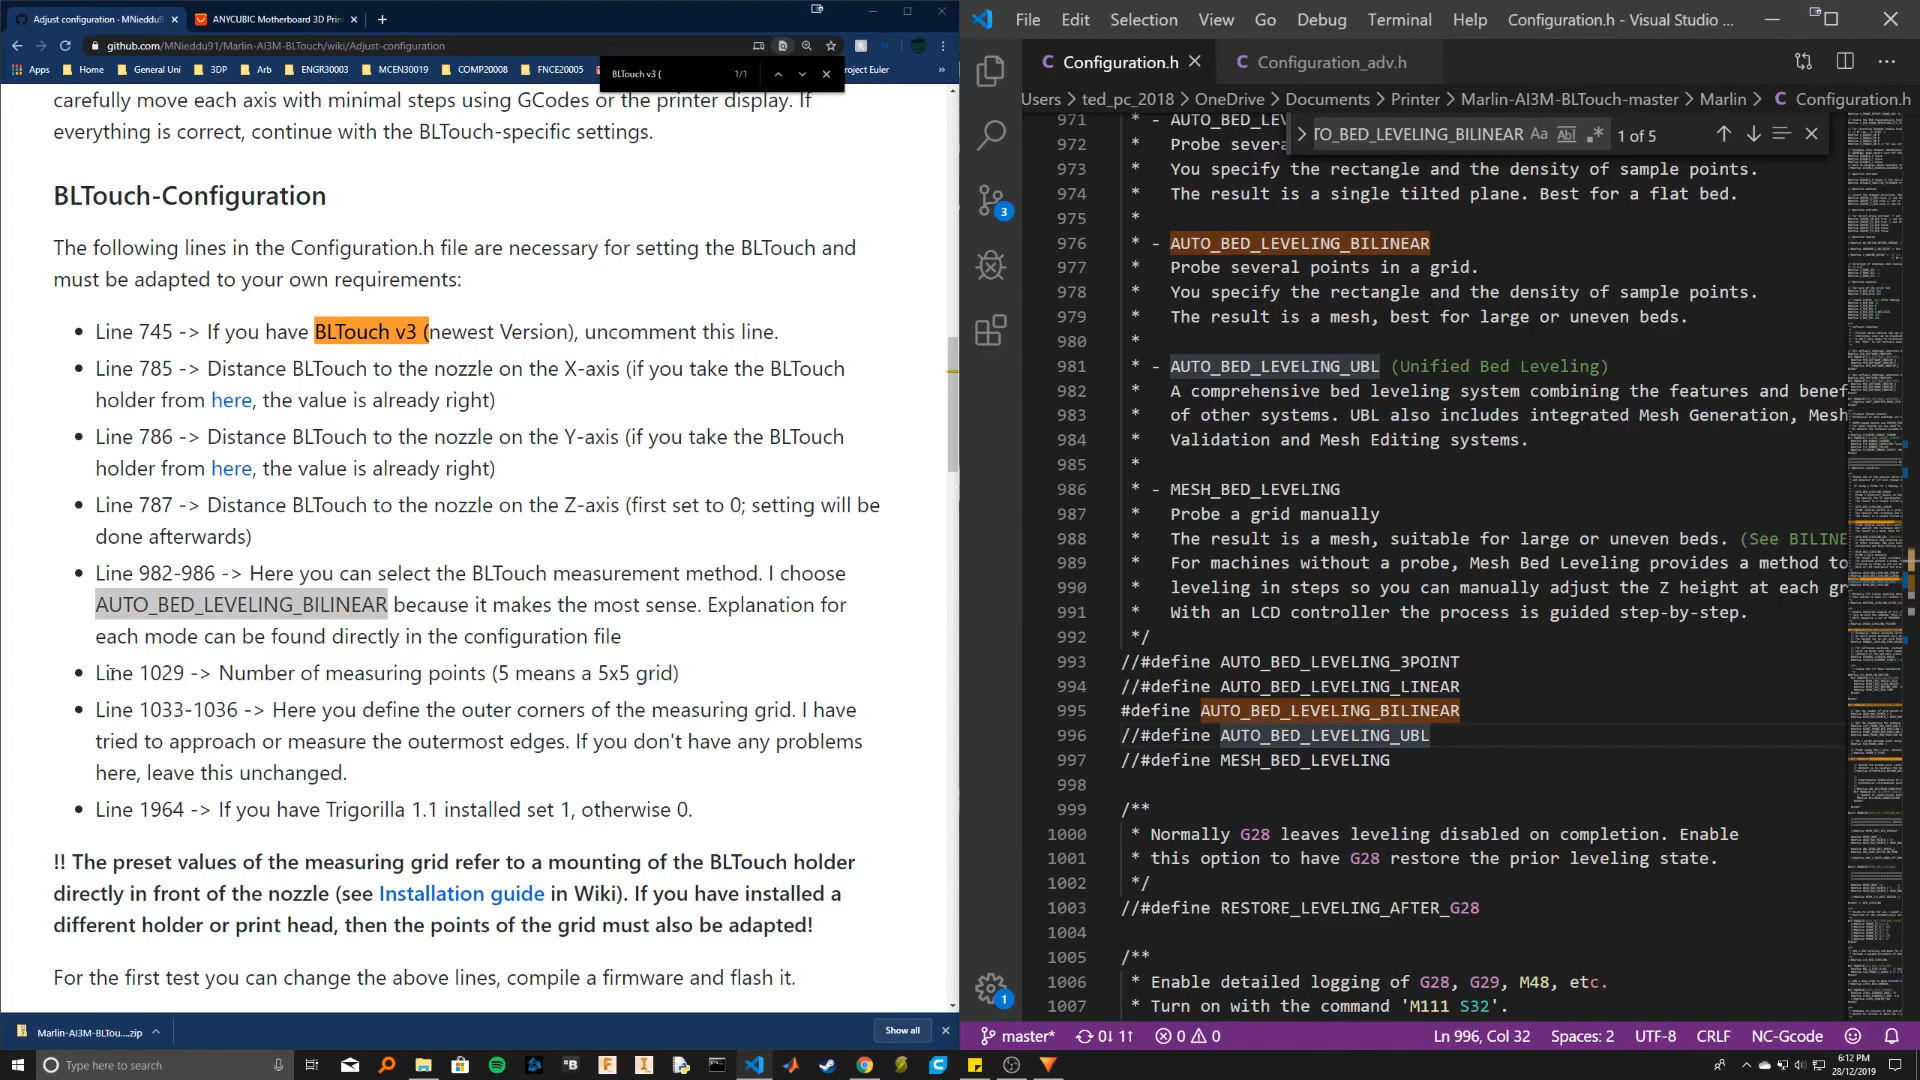 Adjust configuration - MNieddu9
ANYCUBIC Motherboard 3D Prin
github.com/MNieddu91/Marlin-Ai3M-BLTouch/wiki/Adjust-configuration
Apps
Home
General Uni
3DP
Arb
ENGR30003
MCEN30019
COMP20008
FNCE20005
BLTouch v3 (
1/1
roject Euler
»
carefully move each axis with minimal steps using GCodes or the printer display. If
everything is correct, continue with the BLTouch-specific settings.
BLTouch-Configuration
The following lines in the Configuration.h file are necessary for setting the BLTouch and
must be adapted to your own requirements:
• Line 745 -> If you have BLTouch v3 (newest Version), uncomment this line.
• Line 785 -> Distance BLTouch to the nozzle on the X-axis (if you take the BLTouch
holder from here, the value is already right)
• Line 786 -> Distance BLTouch to the nozzle on the Y-axis (if you take the BLTouch
holder from here, the value is already right)
• Line 787 -> Distance BLTouch to the nozzle on the Z-axis (first set to 0; setting will be
done afterwards)
• Line 982-986 -> Here you can select the BLTouch measurement method. I choose
AUTO_BED_LEVELING_BILINEAR because it makes the most sense. Explanation for
each mode can be found directly in the configuration file
• Line 1029 -> Number of measuring points (5 means a 5x5 grid)
• Line 1033-1036 -> Here you define the outer corners of the measuring grid. I have
tried to approach or measure the outermost edges. If you don't have any problems
here, leave this unchanged.
• Line 1964 -> If you have Trigorilla 1.1 installed set 1, otherwise 0.
!! The preset values of the measuring grid refer to a mounting of the BLTouch holder
directly in front of the nozzle (see Installation guide in Wiki). If you have installed a
different holder or print head, then the points of the grid must also be adapted!
For the first test you can change the above lines, compile a firmware and flash it.
Marlin-AI3M-BLTou....zip
Show all
File Edit Selection View Go Debug Terminal Help Configuration.h - Visual Studio ...
C Configuration.h
C Configuration_adv.h
Users > ted_pc_2018 > OneDrive > Documents > Printer > Marlin-AI3M-BLTouch-master > Marlin > C Configuration.h
TO_BED_LEVELING_BILINEAR Aa Abl .* 1 of 5
971 * - AUTO_BED_LEV
972 * Probe severa
973 * You specify the rectangle and the density of sample points.
974 * The result is a single tilted plane. Best for a flat bed.
975 *
976 * - AUTO_BED_LEVELING_BILINEAR
977 * Probe several points in a grid.
978 * You specify the rectangle and the density of sample points.
979 * The result is a mesh, best for large or uneven beds.
980 *
981 * - AUTO_BED_LEVELING_UBL (Unified Bed Leveling)
982 * A comprehensive bed leveling system combining the features and benef
983 * of other systems. UBL also includes integrated Mesh Generation, Mesh
984 * Validation and Mesh Editing systems.
985 *
986 * - MESH_BED_LEVELING
987 * Probe a grid manually
988 * The result is a mesh, suitable for large or uneven beds. (See BILINE
989 * For machines without a probe, Mesh Bed Leveling provides a method to
990 * leveling in steps so you can manually adjust the Z height at each gr
991 * With an LCD controller the process is guided step-by-step.
992 */
993 //#define AUTO_BED_LEVELING_3POINT
994 //#define AUTO_BED_LEVELING_LINEAR
995 #define AUTO_BED_LEVELING_BILINEAR
996 //#define AUTO_BED_LEVELING_UBL
997 //#define MESH_BED_LEVELING
998
999 /**
1000 * Normally G28 leaves leveling disabled on completion. Enable
1001 * this option to have G28 restore the prior leveling state.
1002 */
1003 //#define RESTORE_LEVELING_AFTER_G28
1004
1005 /**
1006 * Enable detailed logging of G28, G29, M48, etc.
1007 * Turn on with the command 'M111 S32'.
3
1
master* 0↓ 1↑ 0 0 Ln 996, Col 32 Spaces: 2 UTF-8 CRLF NC-Gcode
Type here to search
6:12 PM
28/12/2019